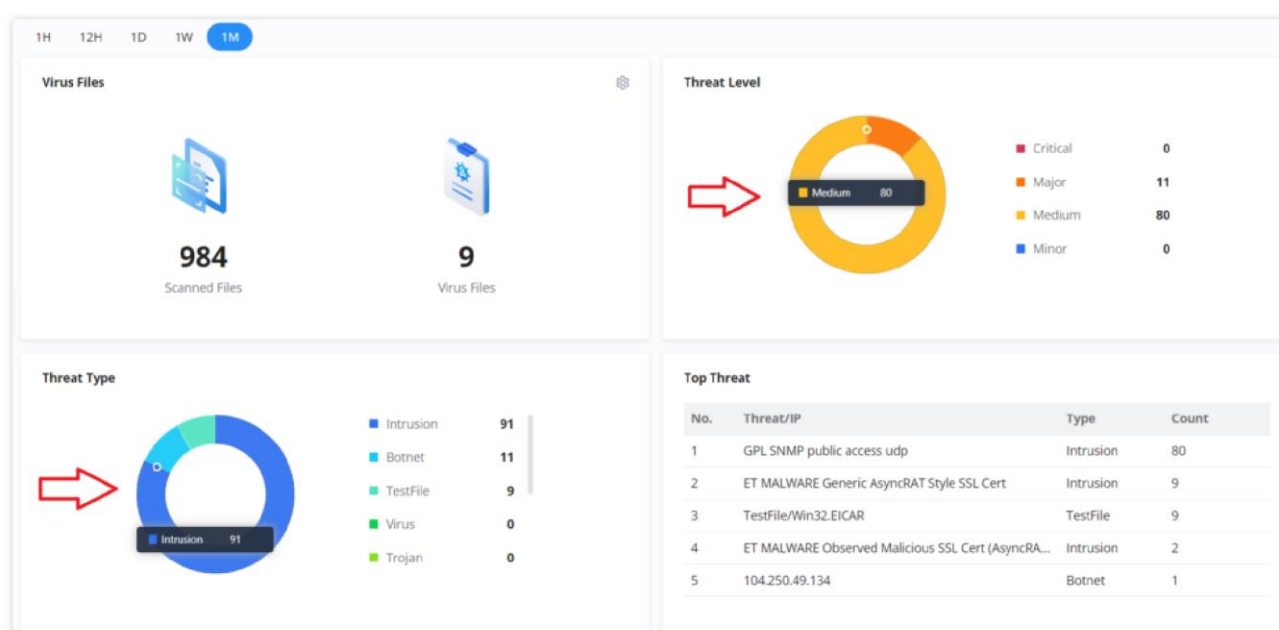 1H 12H 1D 1W 1M
Virus Files
984
Scanned Files
9
Virus Files
Threat Level
Medium 80
Critical 0
Major 11
Medium 80
Minor 0
Threat Type
Intrusion 91
Intrusion 91
Botnet 11
TestFile 9
Virus 0
Trojan 0
Top Threat
No. Threat/IP Type Count
1 GPL SNMP public access udp Intrusion 80
2 ET MALWARE Generic AsyncRAT Style SSL Cert Intrusion 9
3 TestFile/Win32.EICAR TestFile 9
4 ET MALWARE Observed Malicious SSL Cert (AsyncRA... Intrusion 2
5 104.250.49.134 Botnet 1